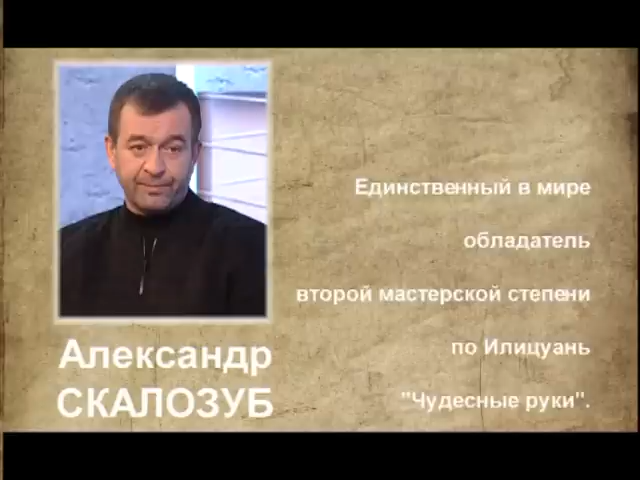 Единственный в мире
обладатель
второй мастерской степени
по Илицуань
"Чудесные руки".
Александр
СКАЛОЗУБ